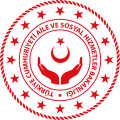 TÜRKİYE CUMHURİYETİ AİLE VE SOSYAL HİZMETLER BAKANLIĞI